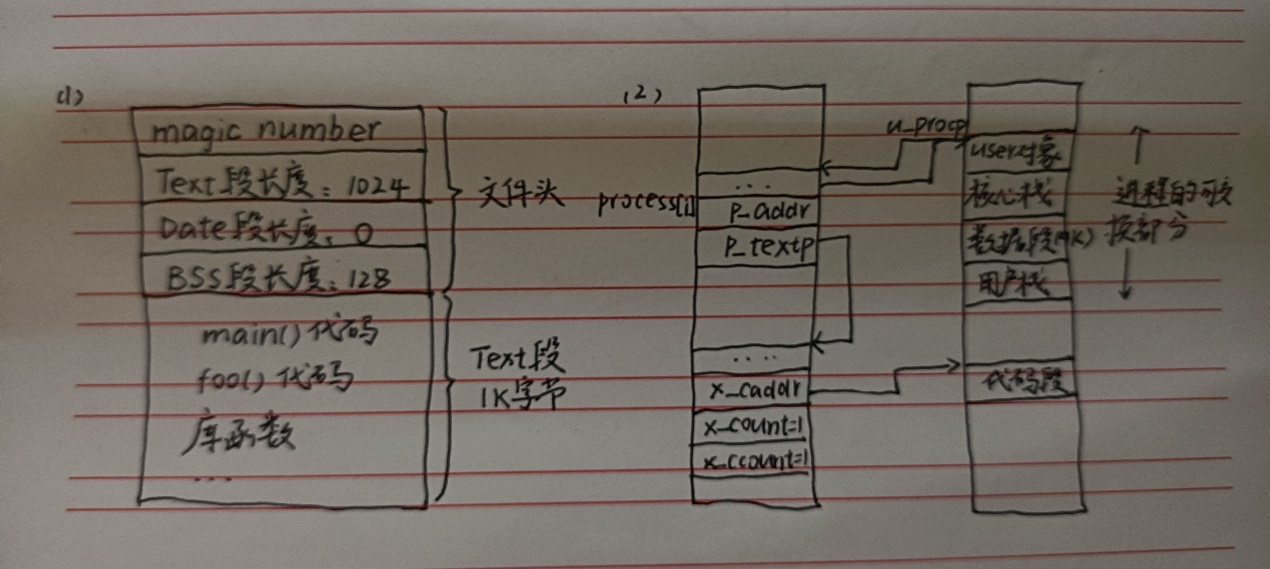 (1)
magic number
Text段长度：1024
Date段长度：0
BSS段长度：128
文件头
main()代码
foo()代码
库函数
...
Text段
1K字节
(2)
...
process[i]
p_addr
p_textp
....
x_caddr
x_count=1
x_ccount=1
u_procp
user对象
核心栈
数据段(4K)
用户栈
代码段
进程的可交
换部分